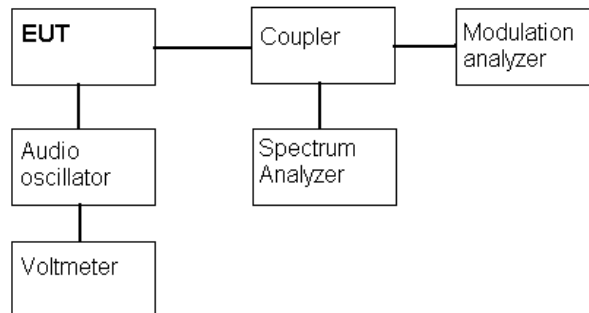 EUT
Coupler
Modulation
analyzer
Audio
oscillator
Spectrum
Analyzer
Voltmeter